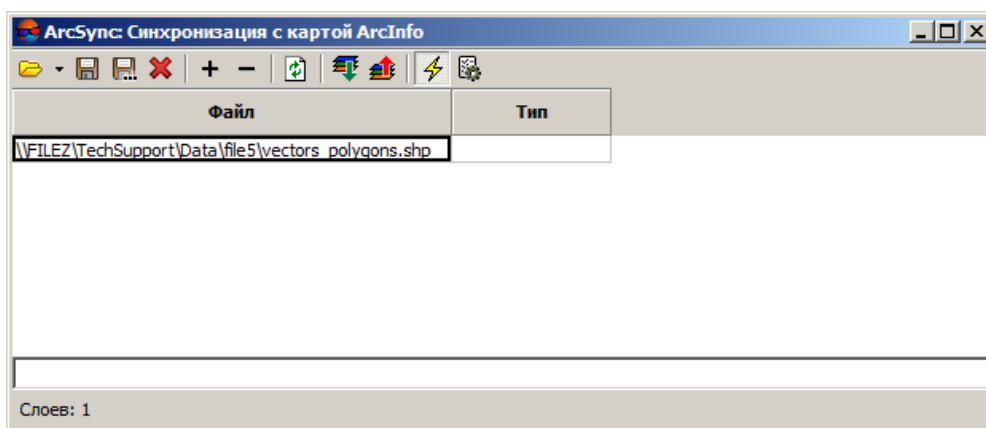 ArcSync: Синхронизация с картой ArcInfo
Файл Тип
\\FILEZ\TechSupport\Data\file5\vectors_polygons.shp
Слоев: 1